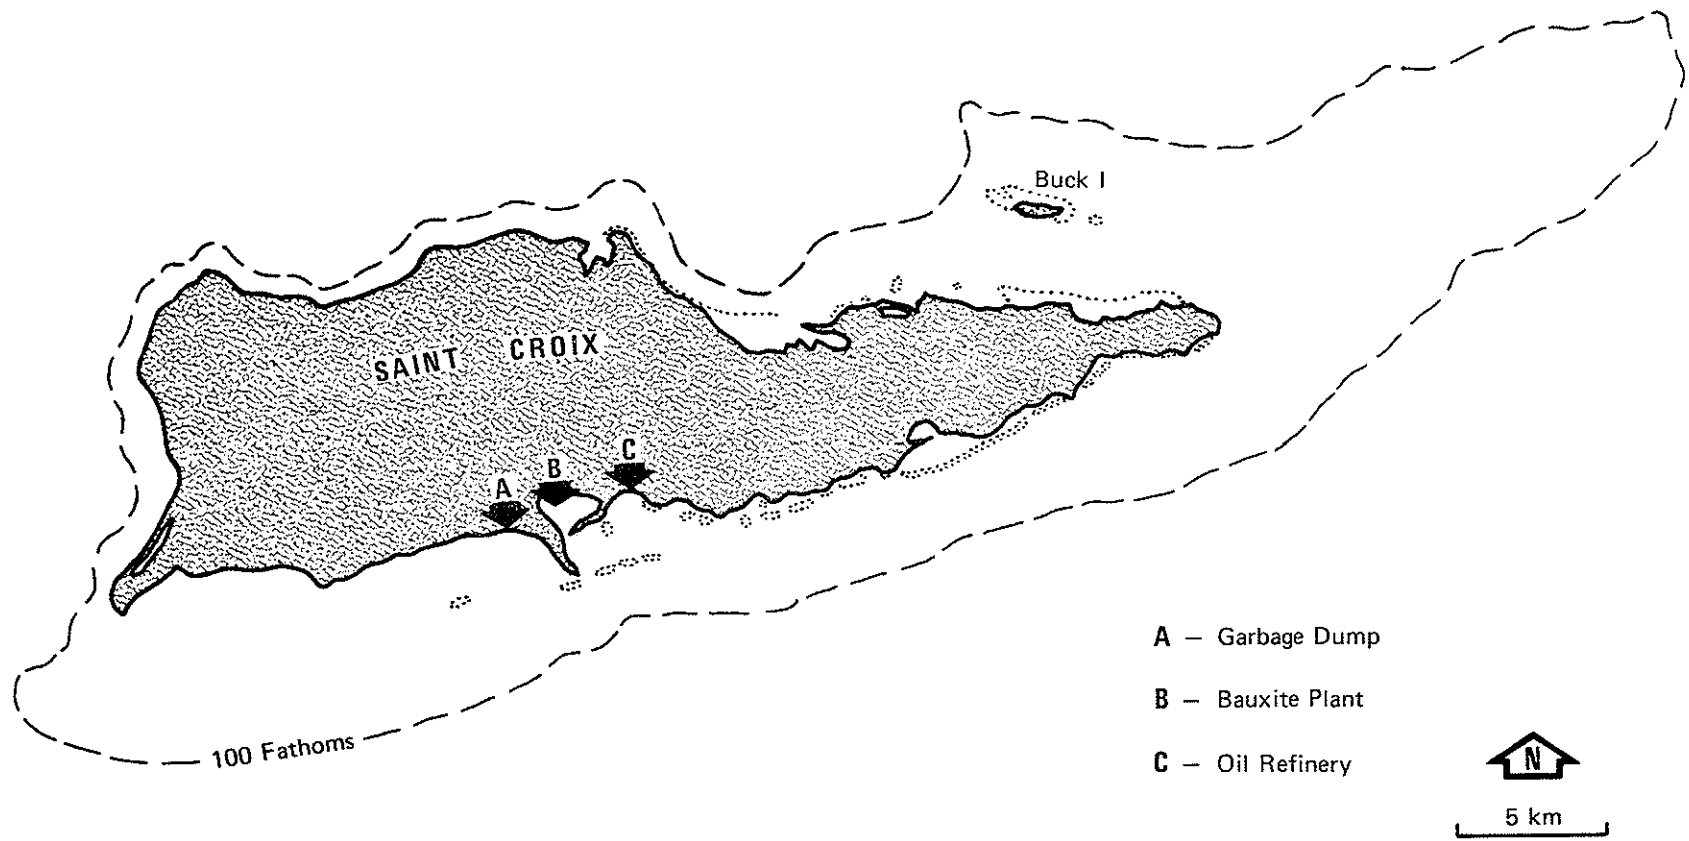 Buck I
SAINT CROIX
C
B
A
100 Fathoms
A – Garbage Dump
B – Bauxite Plant
C – Oil Refinery
N
5 km